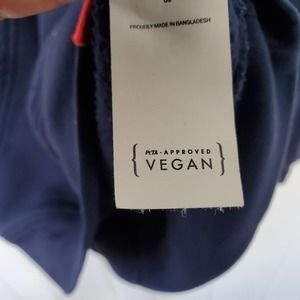 PROUDLY MADE IN BANGLADESH
PETA - APPROVED
VEGAN